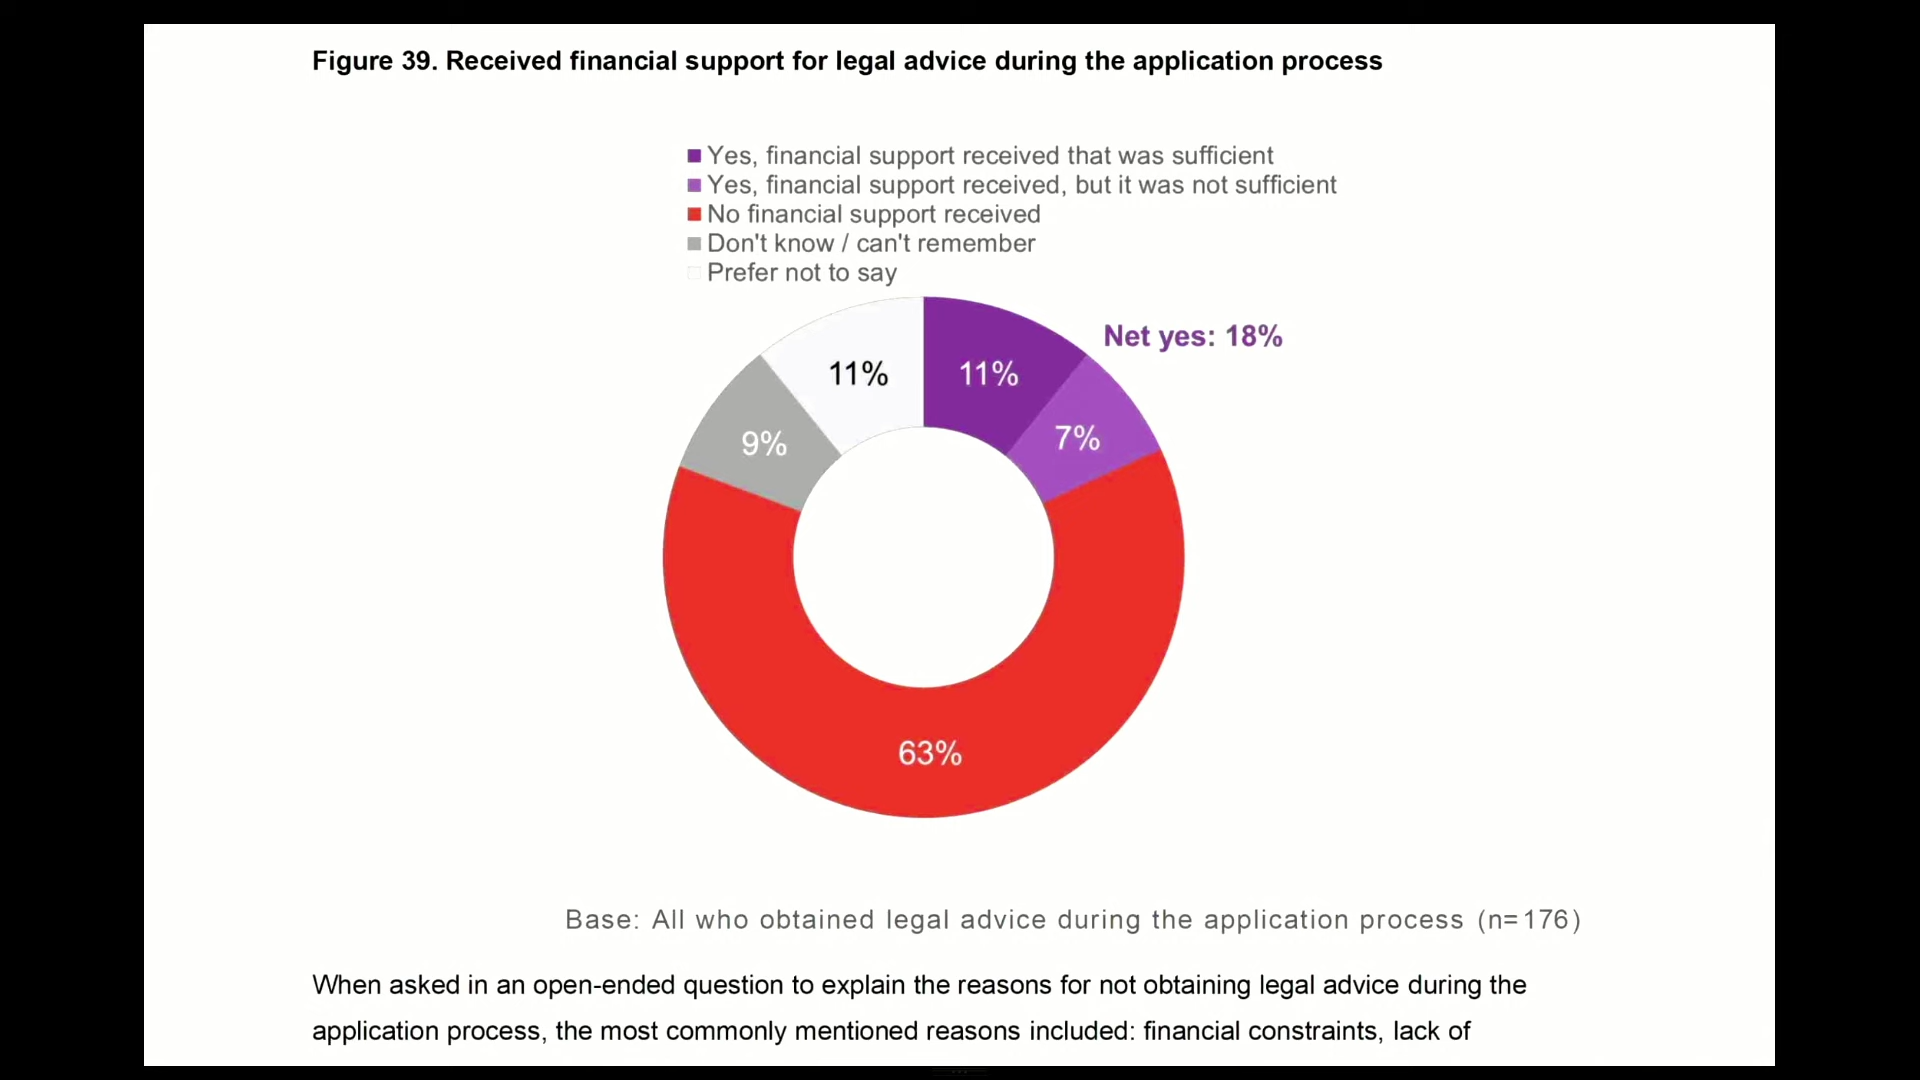 Figure 39. Received financial support for legal advice during the application process
Yes, financial support received that was sufficient
Yes, financial support received, but it was not sufficient
No financial support received
Don't know / can't remember
Prefer not to say
Net yes: 18%
11%
11%
7%
9%
63%
Base: All who obtained legal advice during the application process (n=176)
When asked in an open-ended question to explain the reasons for not obtaining legal advice during the
application process, the most commonly mentioned reasons included: financial constraints, lack of